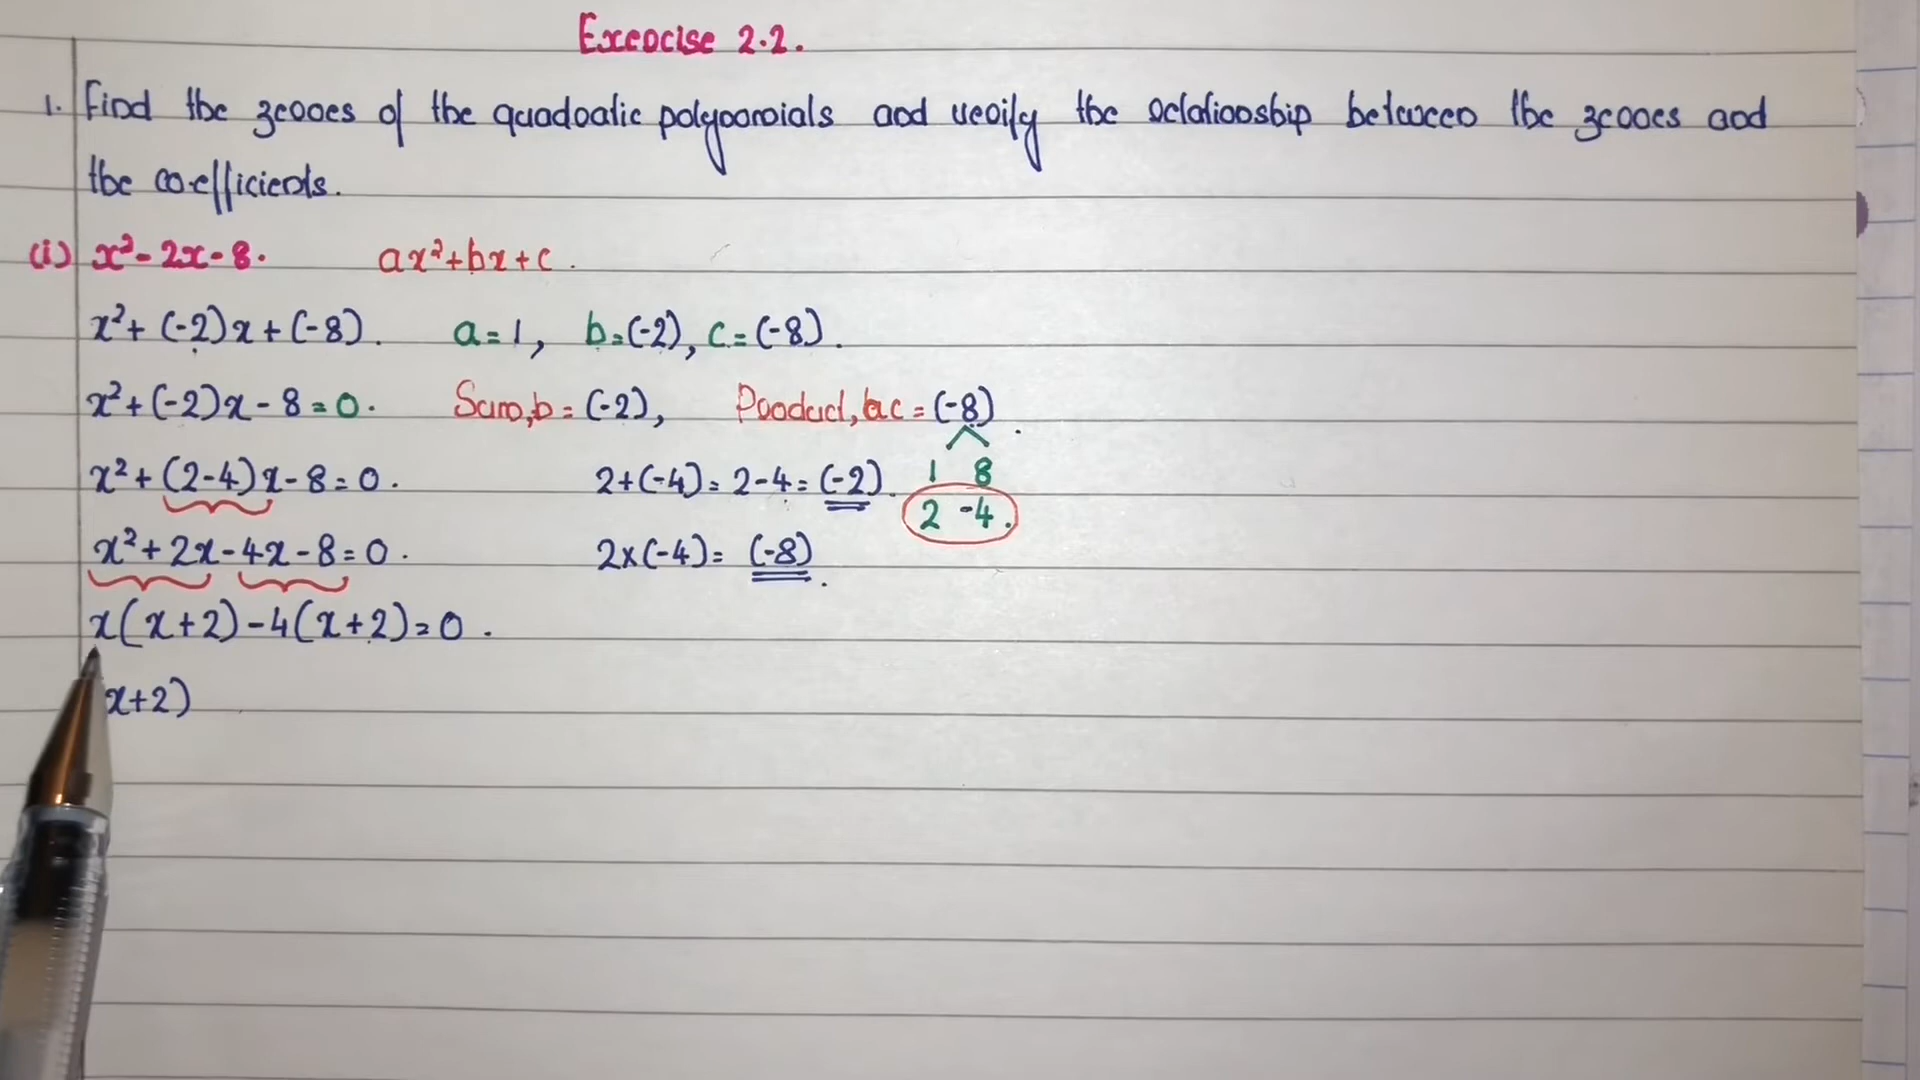 Exercise 2.2.
1. Find the zeroes of the quadratic polynomials and verify the relationship between the zeroes and
the co-efficients.
(i) x²-2x-8. ax²+bx+c.
x²+(-2)x+(-8). a=1, b=(-2), c=(-8).
x²+(-2)x-8=0. Sum,b=(-2), Product,ac=(-8).
x²+(2-4)x-8=0. 2+(-4)=2-4=(-2). 1 8
2 -4.
x²+2x-4x-8=0. 2×(-4)=(-8).
x(x+2)-4(x+2)=0.
x+2)